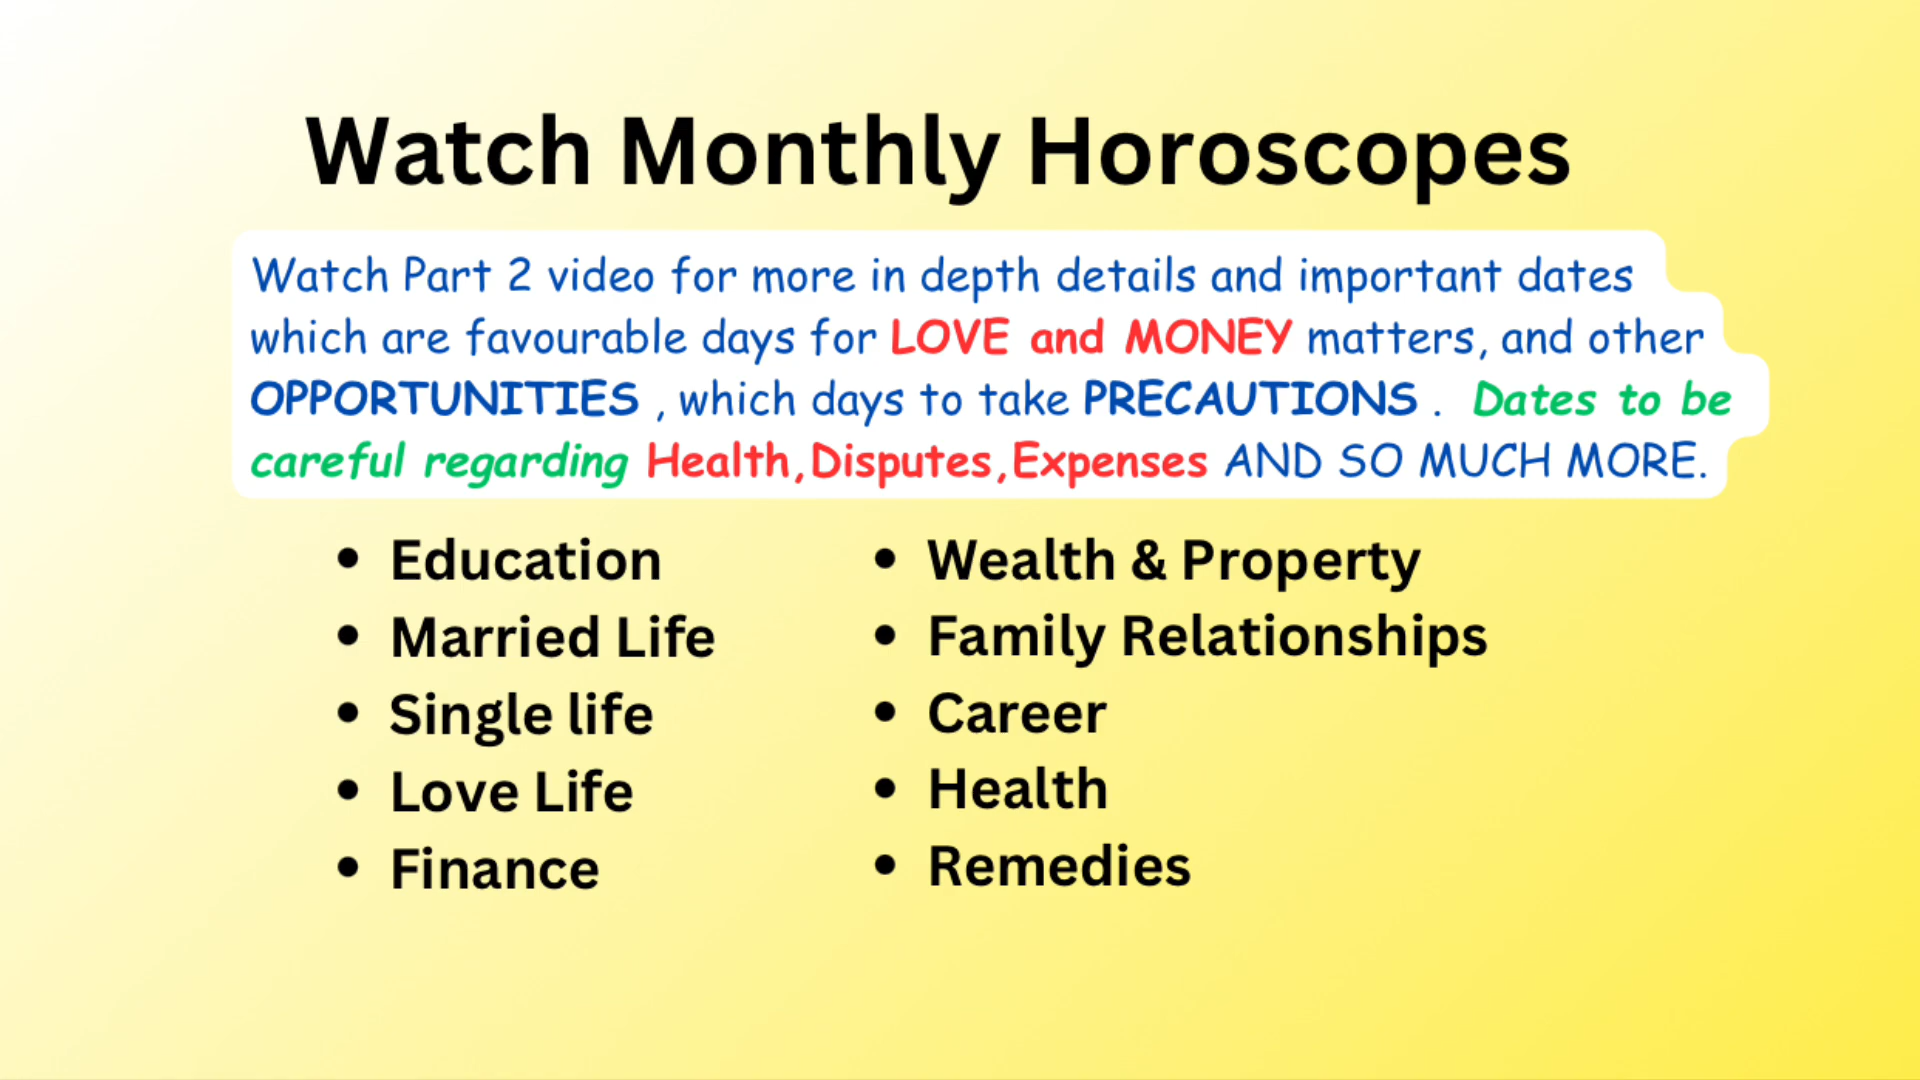 Watch Monthly Horoscopes
Watch Part 2 video for more in depth details and important dates
which are favourable days for LOVE and MONEY matters, and other
OPPORTUNITIES , which days to take PRECAUTIONS . Dates to be
careful regarding Health,Disputes,Expenses AND SO MUCH MORE.
• Education
• Married Life
• Single life
• Love Life
• Finance
• Wealth & Property
• Family Relationships
• Career
• Health
• Remedies